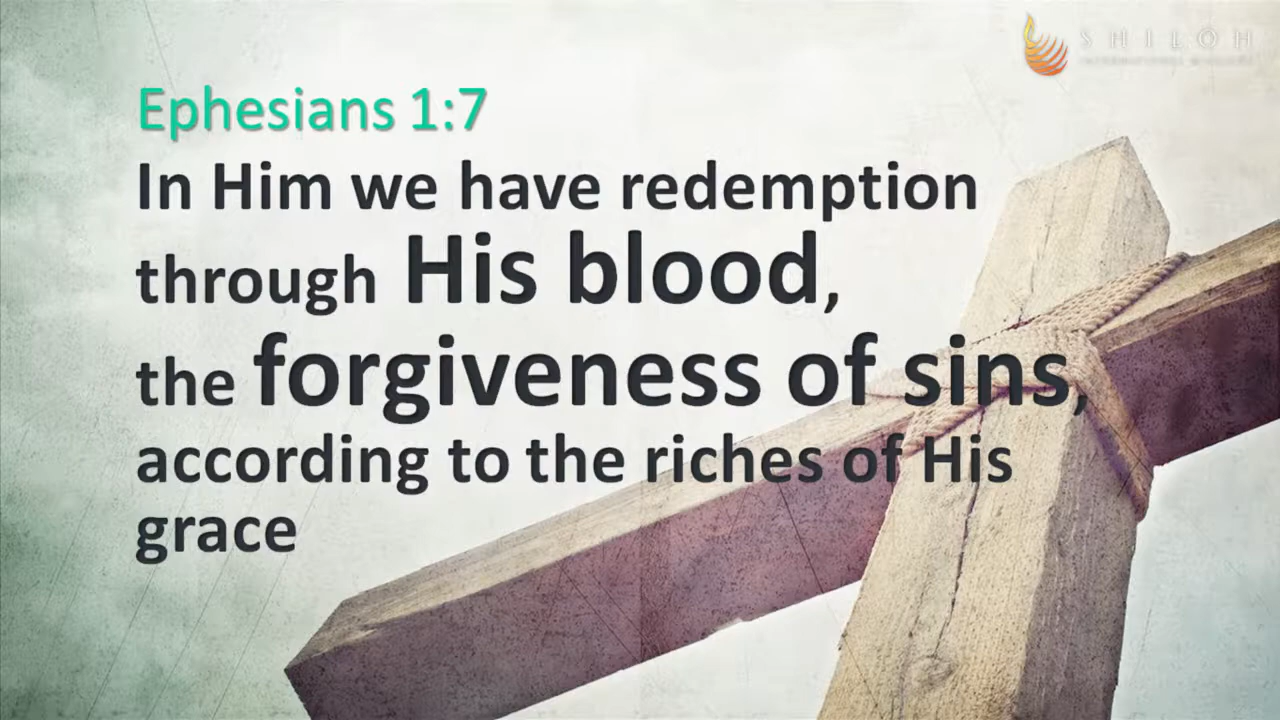 SHILOH
Ephesians 1:7
In Him we have redemption
through His blood,
the forgiveness of sins,
according to the riches of His
grace